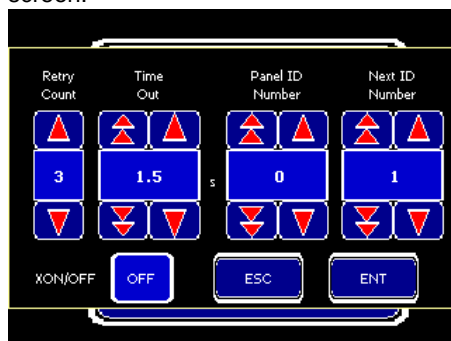 screen.
Retry Count
Time Out
Panel ID Number
Next ID Number
3
1.5
s
0
1
XON/OFF
OFF
ESC
ENT